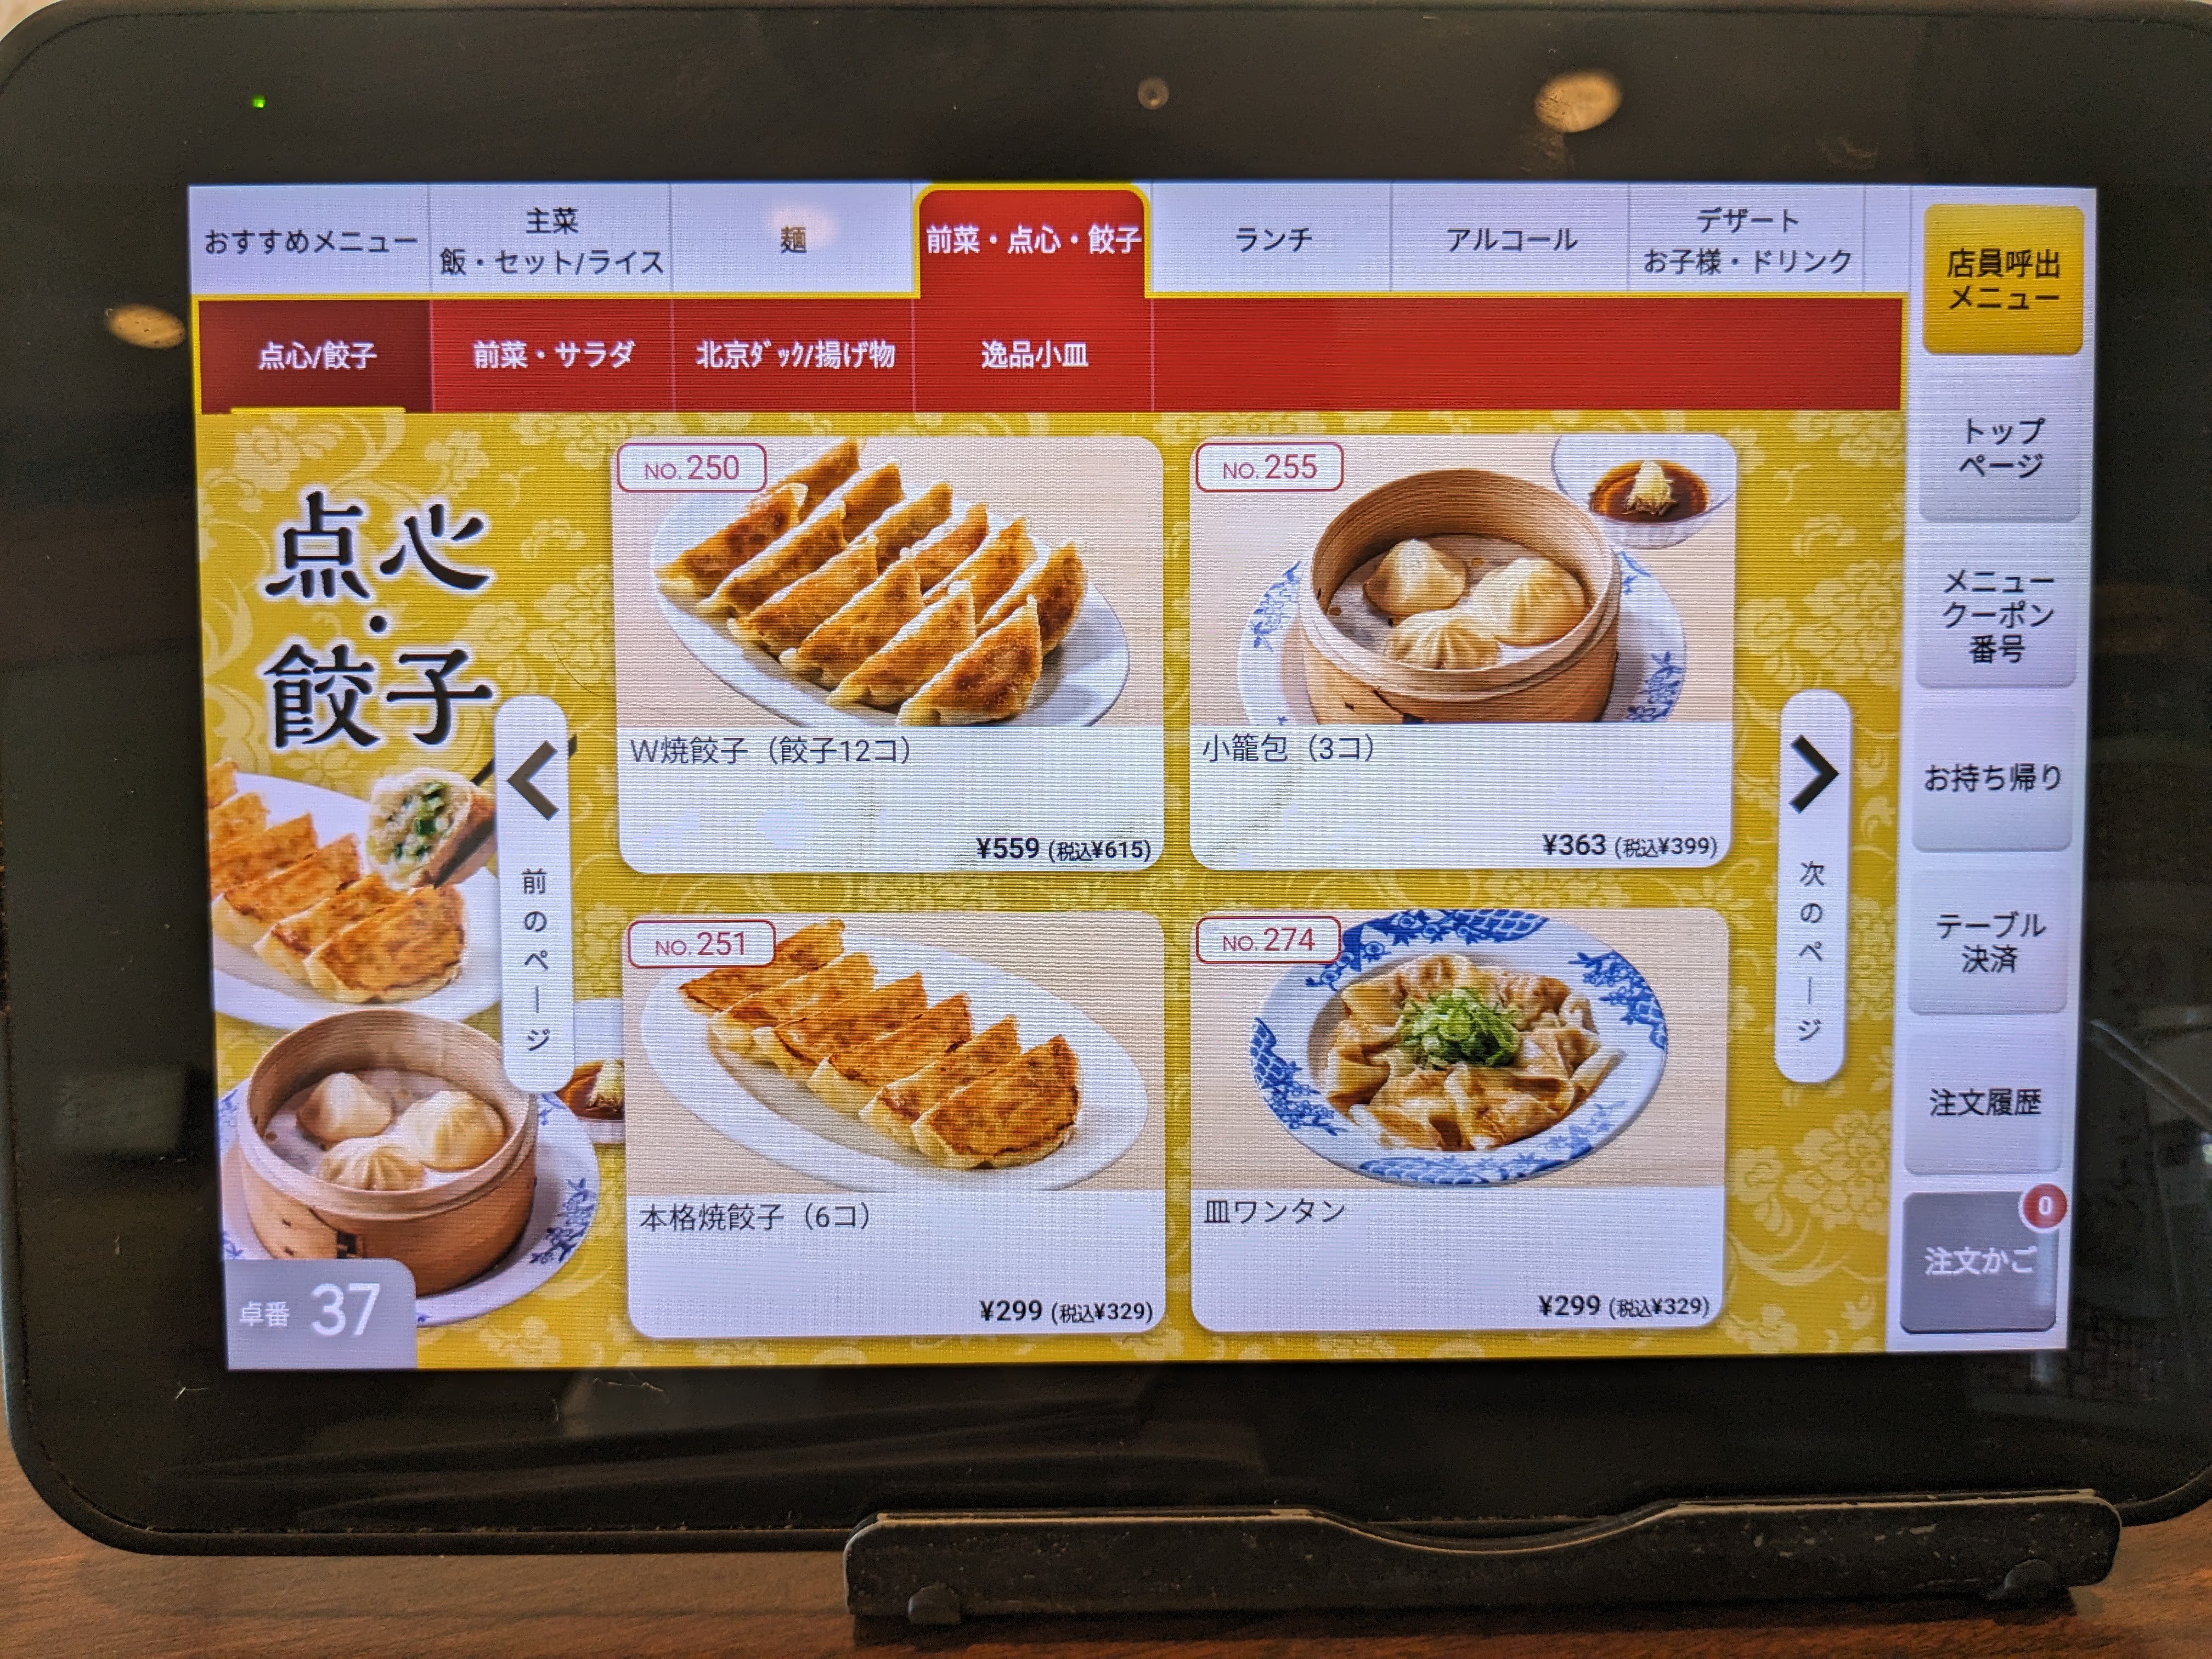 おすすめメニュー
主菜
飯・セット/ライス
麺
前菜・点心・餃子
ランチ
アルコール
デザート
お子様・ドリンク
点心/餃子
前菜・サラダ
北京ﾀﾞｯｸ/揚げ物
逸品小皿
点心
・
餃子
前のページ
NO.250
W焼餃子（餃子12コ）
¥559 (税込¥615)
NO.255
小籠包（3コ）
¥363 (税込¥399)
NO.251
本格焼餃子（6コ）
¥299 (税込¥329)
NO.274
皿ワンタン
¥299 (税込¥329)
次のページ
卓番 37
店員呼出
メニュー
トップ
ページ
メニュー
クーポン
番号
お持ち帰り
テーブル
決済
注文履歴
0
注文かご